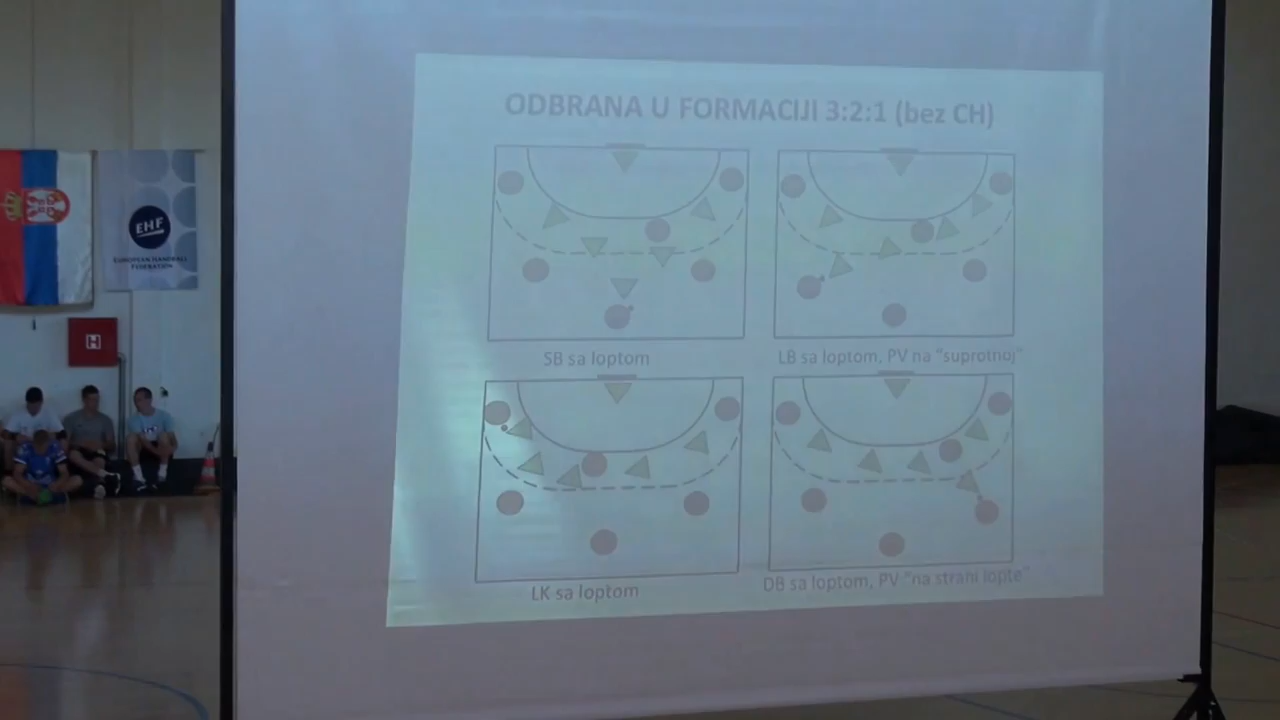 ODBRANA U FORMACIJI 3:2:1 (bez CH)
SB sa loptom
LB sa loptom, PV na "suprotnoj"
LK sa loptom
DB sa loptom, PV "na strani lopte"
EHF
EUROPEAN HANDBALL
FEDERATION
H